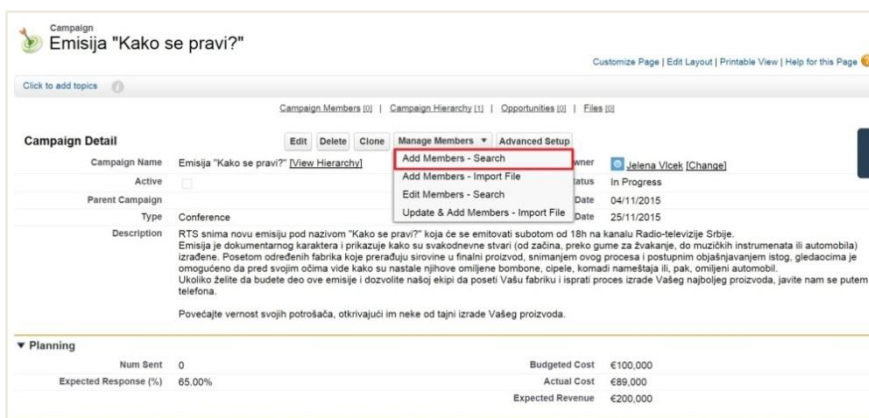 Campaign
Emisija "Kako se pravi?"
Customize Page | Edit Layout | Printable View | Help for this Page
Click to add topics
Campaign Members [0] | Campaign Hierarchy [1] | Opportunities [0] | Files [0]
Campaign Detail Edit Delete Clone Manage Members Advanced Setup
Add Members - Search
Add Members - Import File
Edit Members - Search
Update & Add Members - Import File
Campaign Name Emisija "Kako se pravi?" [View Hierarchy] wner Jelena Vlcek [Change]
Active tatus In Progress
Parent Campaign Date 04/11/2015
Type Conference Date 25/11/2015
Description RTS snima novu emisiju pod nazivom "Kako se pravi?" koja će se emitovati subotom od 18h na kanalu Radio-televizije Srbije.
Emisija je dokumentarnog karaktera i prikazuje kako su svakodnevne stvari (od začina, preko gume za žvakanje, do muzičkih instrumenata ili automobila)
izrađene. Posetom određenih fabrika koje prerađuju sirovine u finalni proizvod, snimanjem ovog procesa i postupnim objašnjavanjem istog, gledaocima je
omogućeno da pred svojim očima vide kako su nastale njihove omiljene bombone, cipele, komadi nameštaja ili, pak, omiljeni automobil.
Ukoliko želite da budete deo ove emisije i dozvolite našoj ekipi da poseti Vašu fabriku i isprati proces izrade Vašeg najboljeg proizvoda, javite nam se putem
telefona.
Povećajte vernost svojih potrošača, otkrivajući im neke od tajni izrade Vašeg proizvoda.
Planning
Num Sent 0 Budgeted Cost €100,000
Expected Response (%) 65.00% Actual Cost €89,000
Expected Revenue €200,000